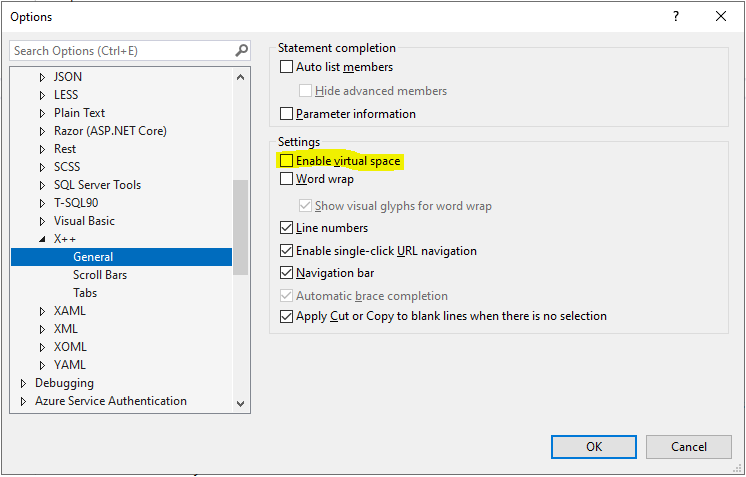 Options
?
Search Options (Ctrl+E)
JSON
LESS
Plain Text
Razor (ASP.NET Core)
Rest
SCSS
SQL Server Tools
T-SQL90
Visual Basic
X++
General
Scroll Bars
Tabs
XAML
XML
XOML
YAML
Debugging
Azure Service Authentication
Statement completion
Auto list members
Hide advanced members
Parameter information
Settings
Enable virtual space
Word wrap
Show visual glyphs for word wrap
Line numbers
Enable single-click URL navigation
Navigation bar
Automatic brace completion
Apply Cut or Copy to blank lines when there is no selection
OK
Cancel